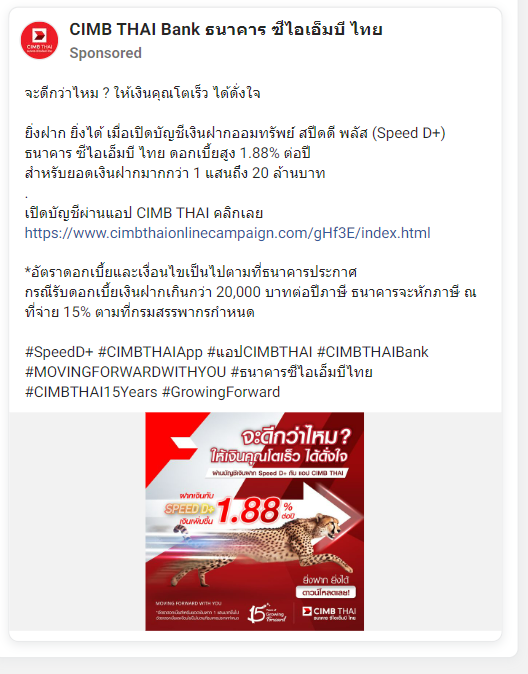 CIMB THAI Bank ธนาคาร ซีไอเอ็มบี ไทย
Sponsored
CIMB THAI
จะดีกว่าไหม ? ให้เงินคุณโตเร็ว ได้ดั่งใจ
ยิ่งฝาก ยิ่งได้ เมื่อเปิดบัญชีเงินฝากออมทรัพย์ สปีดดี พลัส (Speed D+)
ธนาคาร ซีไอเอ็มบี ไทย ดอกเบี้ยสูง 1.88% ต่อปี
สำหรับยอดเงินฝากมากกว่า 1 แสนถึง 20 ล้านบาท
.
เปิดบัญชีผ่านแอป CIMB THAI คลิกเลย
https://www.cimbthaionlinecampaign.com/gHf3E/index.html
*อัตราดอกเบี้ยและเงื่อนไขเป็นไปตามที่ธนาคารประกาศ
กรณีรับดอกเบี้ยเงินฝากเกินกว่า 20,000 บาทต่อปีภาษี ธนาคารจะหักภาษี ณ
ที่จ่าย 15% ตามที่กรมสรรพากรกำหนด
#SpeedD+ #CIMBTHAIApp #แอปCIMBTHAI #CIMBTHAIBank
#MOVINGFORWARDWITHYOU #ธนาคารซีไอเอ็มบีไทย
#CIMBTHAI15Years #GrowingForward
จะดีกว่าไหม?
ให้เงินคุณโตเร็ว ได้ดั่งใจ
ผ่านบัญชีเงินฝาก Speed D+ กับ แอป CIMB THAI
ฝากเงินกับ
SPEED D+
เงินเพิ่มขึ้น
1.88% ต่อปี
ยิ่งฝาก ยิ่งได้
ดาวน์โหลดเลย!
MOVING FORWARD WITH YOU
15 Years of Growing Forward
CIMB THAI
ธนาคาร ซีไอเอ็มบี ไทย